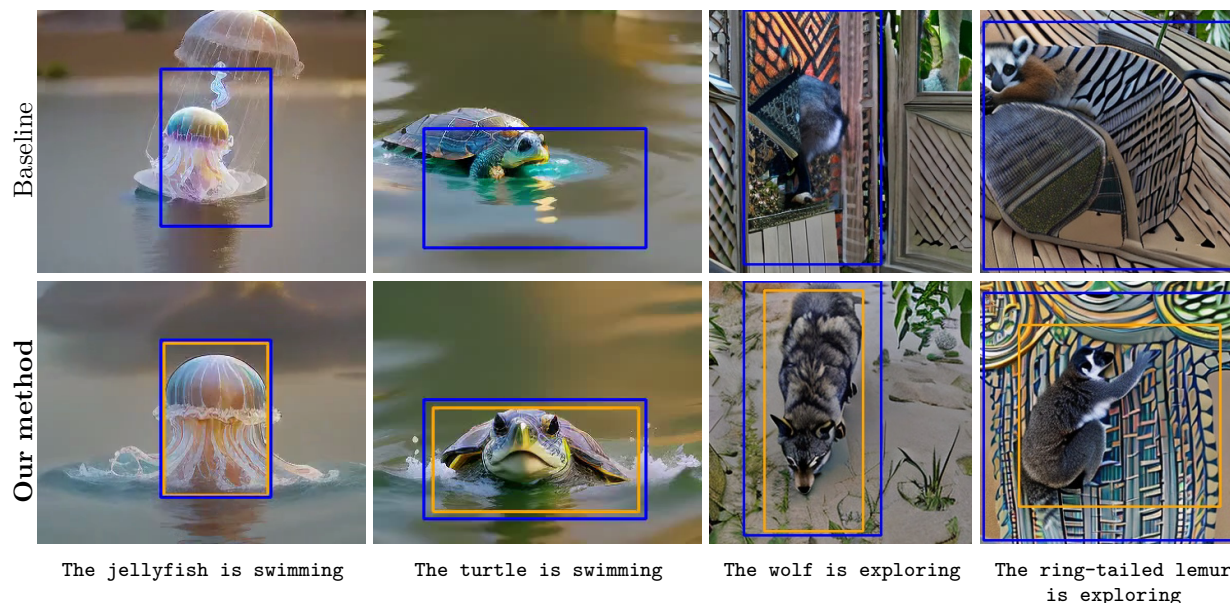 Baseline
Our method
The jellyfish is swimming
The turtle is swimming
The wolf is exploring
The ring-tailed lemur
is exploring